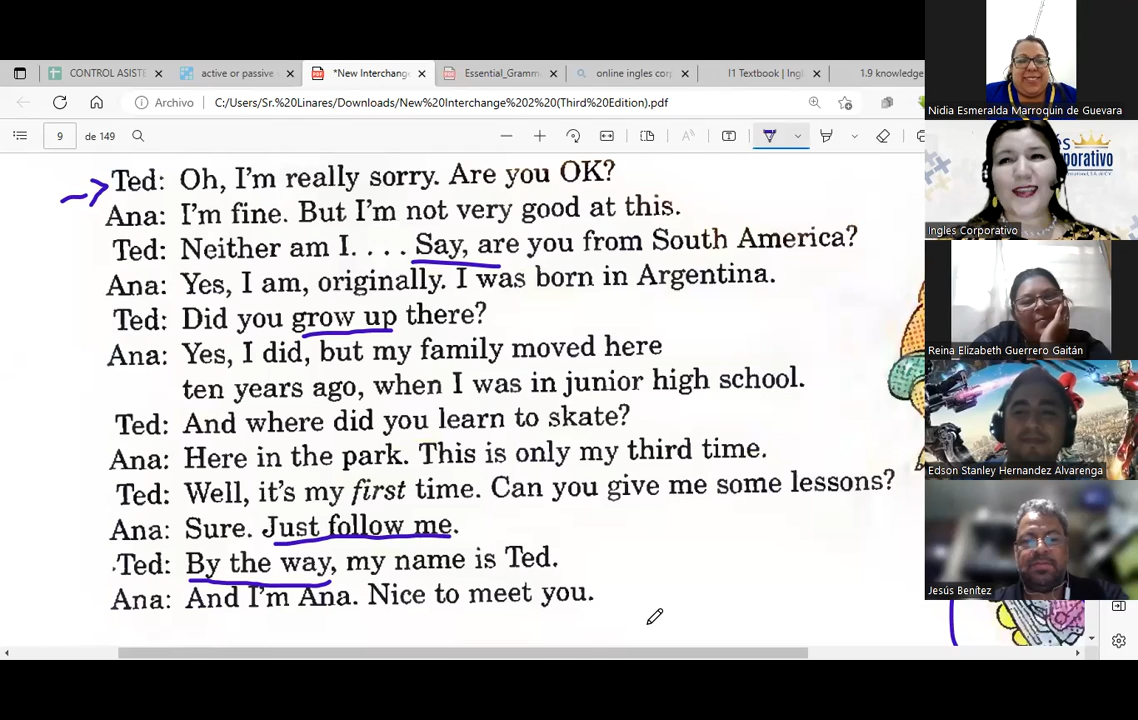 CONTROL ASISTE
active or passive
*New Interchange
Essential_Gramm
online ingles corp
I1 Textbook | Ingl
1.9 knowledge
Archivo
C:/Users/Sr.%20Linares/Downloads/New%20Interchange%202%20(Third%20Edition).pdf
9
de 149
Ted: Oh, I'm really sorry. Are you OK?
Ana: I'm fine. But I'm not very good at this.
Ted: Neither am I. . . . Say, are you from South America?
Ana: Yes, I am, originally. I was born in Argentina.
Ted: Did you grow up there?
Ana: Yes, I did, but my family moved here
ten years ago, when I was in junior high school.
Ted: And where did you learn to skate?
Ana: Here in the park. This is only my third time.
Ted: Well, it's my first time. Can you give me some lessons?
Ana: Sure. Just follow me.
Ted: By the way, my name is Ted.
Ana: And I'm Ana. Nice to meet you.
Nidia Esmeralda Marroquin de Guevara
Ingles Corporativo
Reina Elizabeth Guerrero Gaitán
Edson Stanley Hernandez Alvarenga
Jesús Benítez